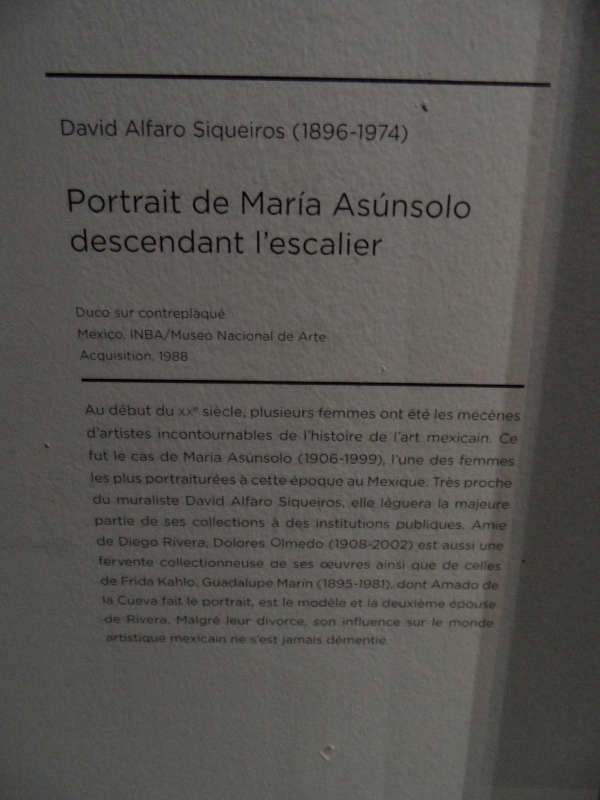 David Alfaro Siqueiros (1896-1974)
Portrait de María Asúnsolo
descendant l'escalier
Duco sur contreplaqué
Mexico, INBA/Museo Nacional de Arte
Acquisition, 1988
Au début du XXe siècle, plusieurs femmes ont été les mécènes
d'artistes incontournables de l'histoire de l'art mexicain. Ce
fut le cas de María Asúnsolo (1906-1999), l'une des femmes
les plus portraiturées à cette époque au Mexique. Très proche
du muraliste David Alfaro Siqueiros, elle léguera la majeure
partie de ses collections à des institutions publiques. Amie
de Diego Rivera, Dolores Olmedo (1908-2002) est aussi une
fervente collectionneuse de ses œuvres ainsi que de celles
de Frida Kahlo. Guadalupe Marín (1895-1981), dont Amado de
la Cueva fait le portrait, est le modèle et la deuxième épouse
de Rivera. Malgré leur divorce, son influence sur le monde
artistique mexicain ne s'est jamais démentie.